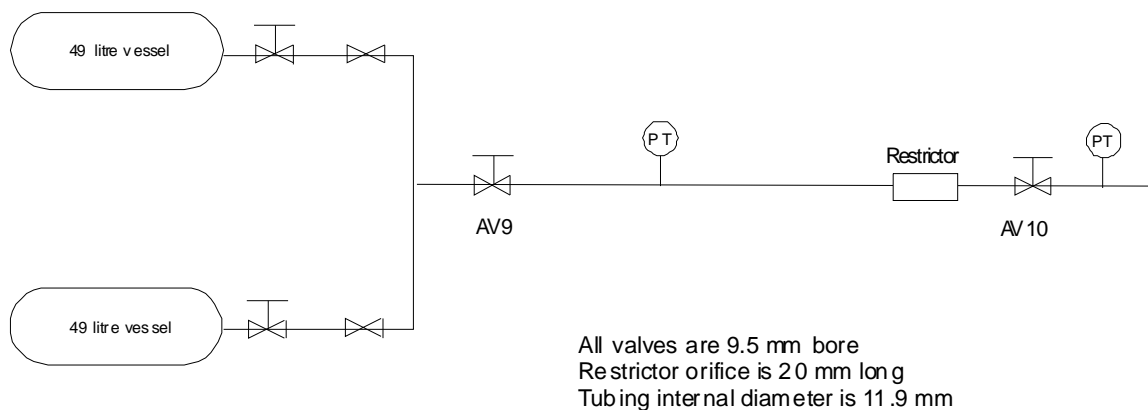 49 litre vessel
PT
PT
Restrictor
AV9
AV10
49 litre vessel
All valves are 9.5 mm bore
Restrictor orifice is 20 mm long
Tubing internal diameter is 11.9 mm